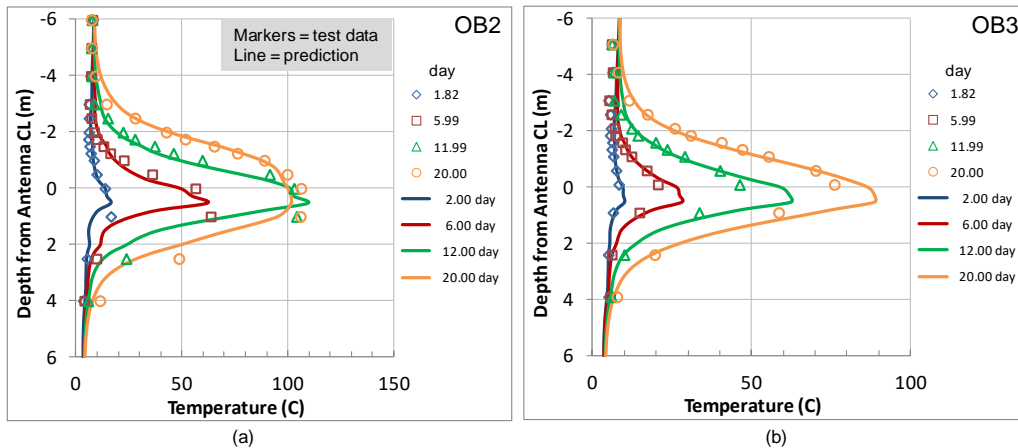 OB2
Markers = test data
Line = prediction
day
1.82
5.99
11.99
20.00
2.00 day
6.00 day
12.00 day
20.00 day
-6
-4
-2
0
2
4
6
Depth from Antenna CL (m)
0 50 100 150
Temperature (C)
(a)
OB3
day
1.82
5.99
11.99
20.00
2.00 day
6.00 day
12.00 day
20.00 day
-6
-4
-2
0
2
4
6
Depth from Antenna CL (m)
0 50 100
Temperature (C)
(b)